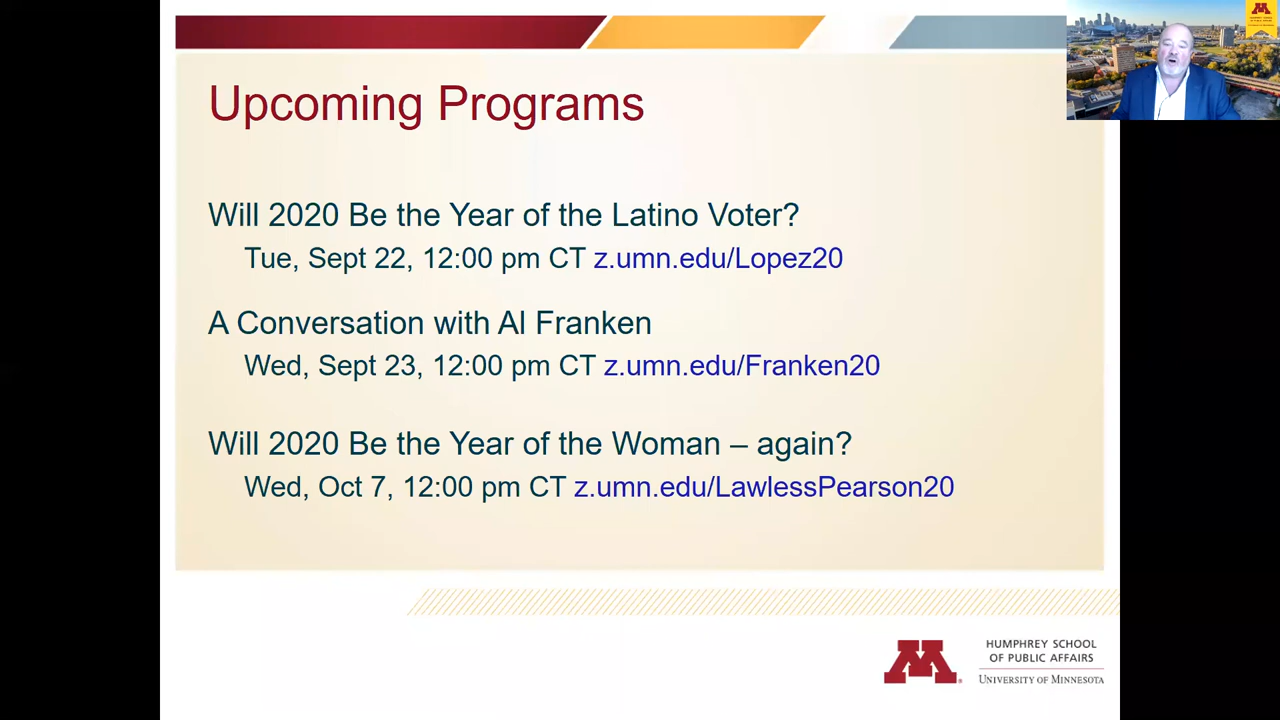 Upcoming Programs
Will 2020 Be the Year of the Latino Voter?
Tue, Sept 22, 12:00 pm CT z.umn.edu/Lopez20
A Conversation with Al Franken
Wed, Sept 23, 12:00 pm CT z.umn.edu/Franken20
Will 2020 Be the Year of the Woman – again?
Wed, Oct 7, 12:00 pm CT z.umn.edu/LawlessPearson20
M
HUMPHREY SCHOOL
OF PUBLIC AFFAIRS
UNIVERSITY OF MINNESOTA